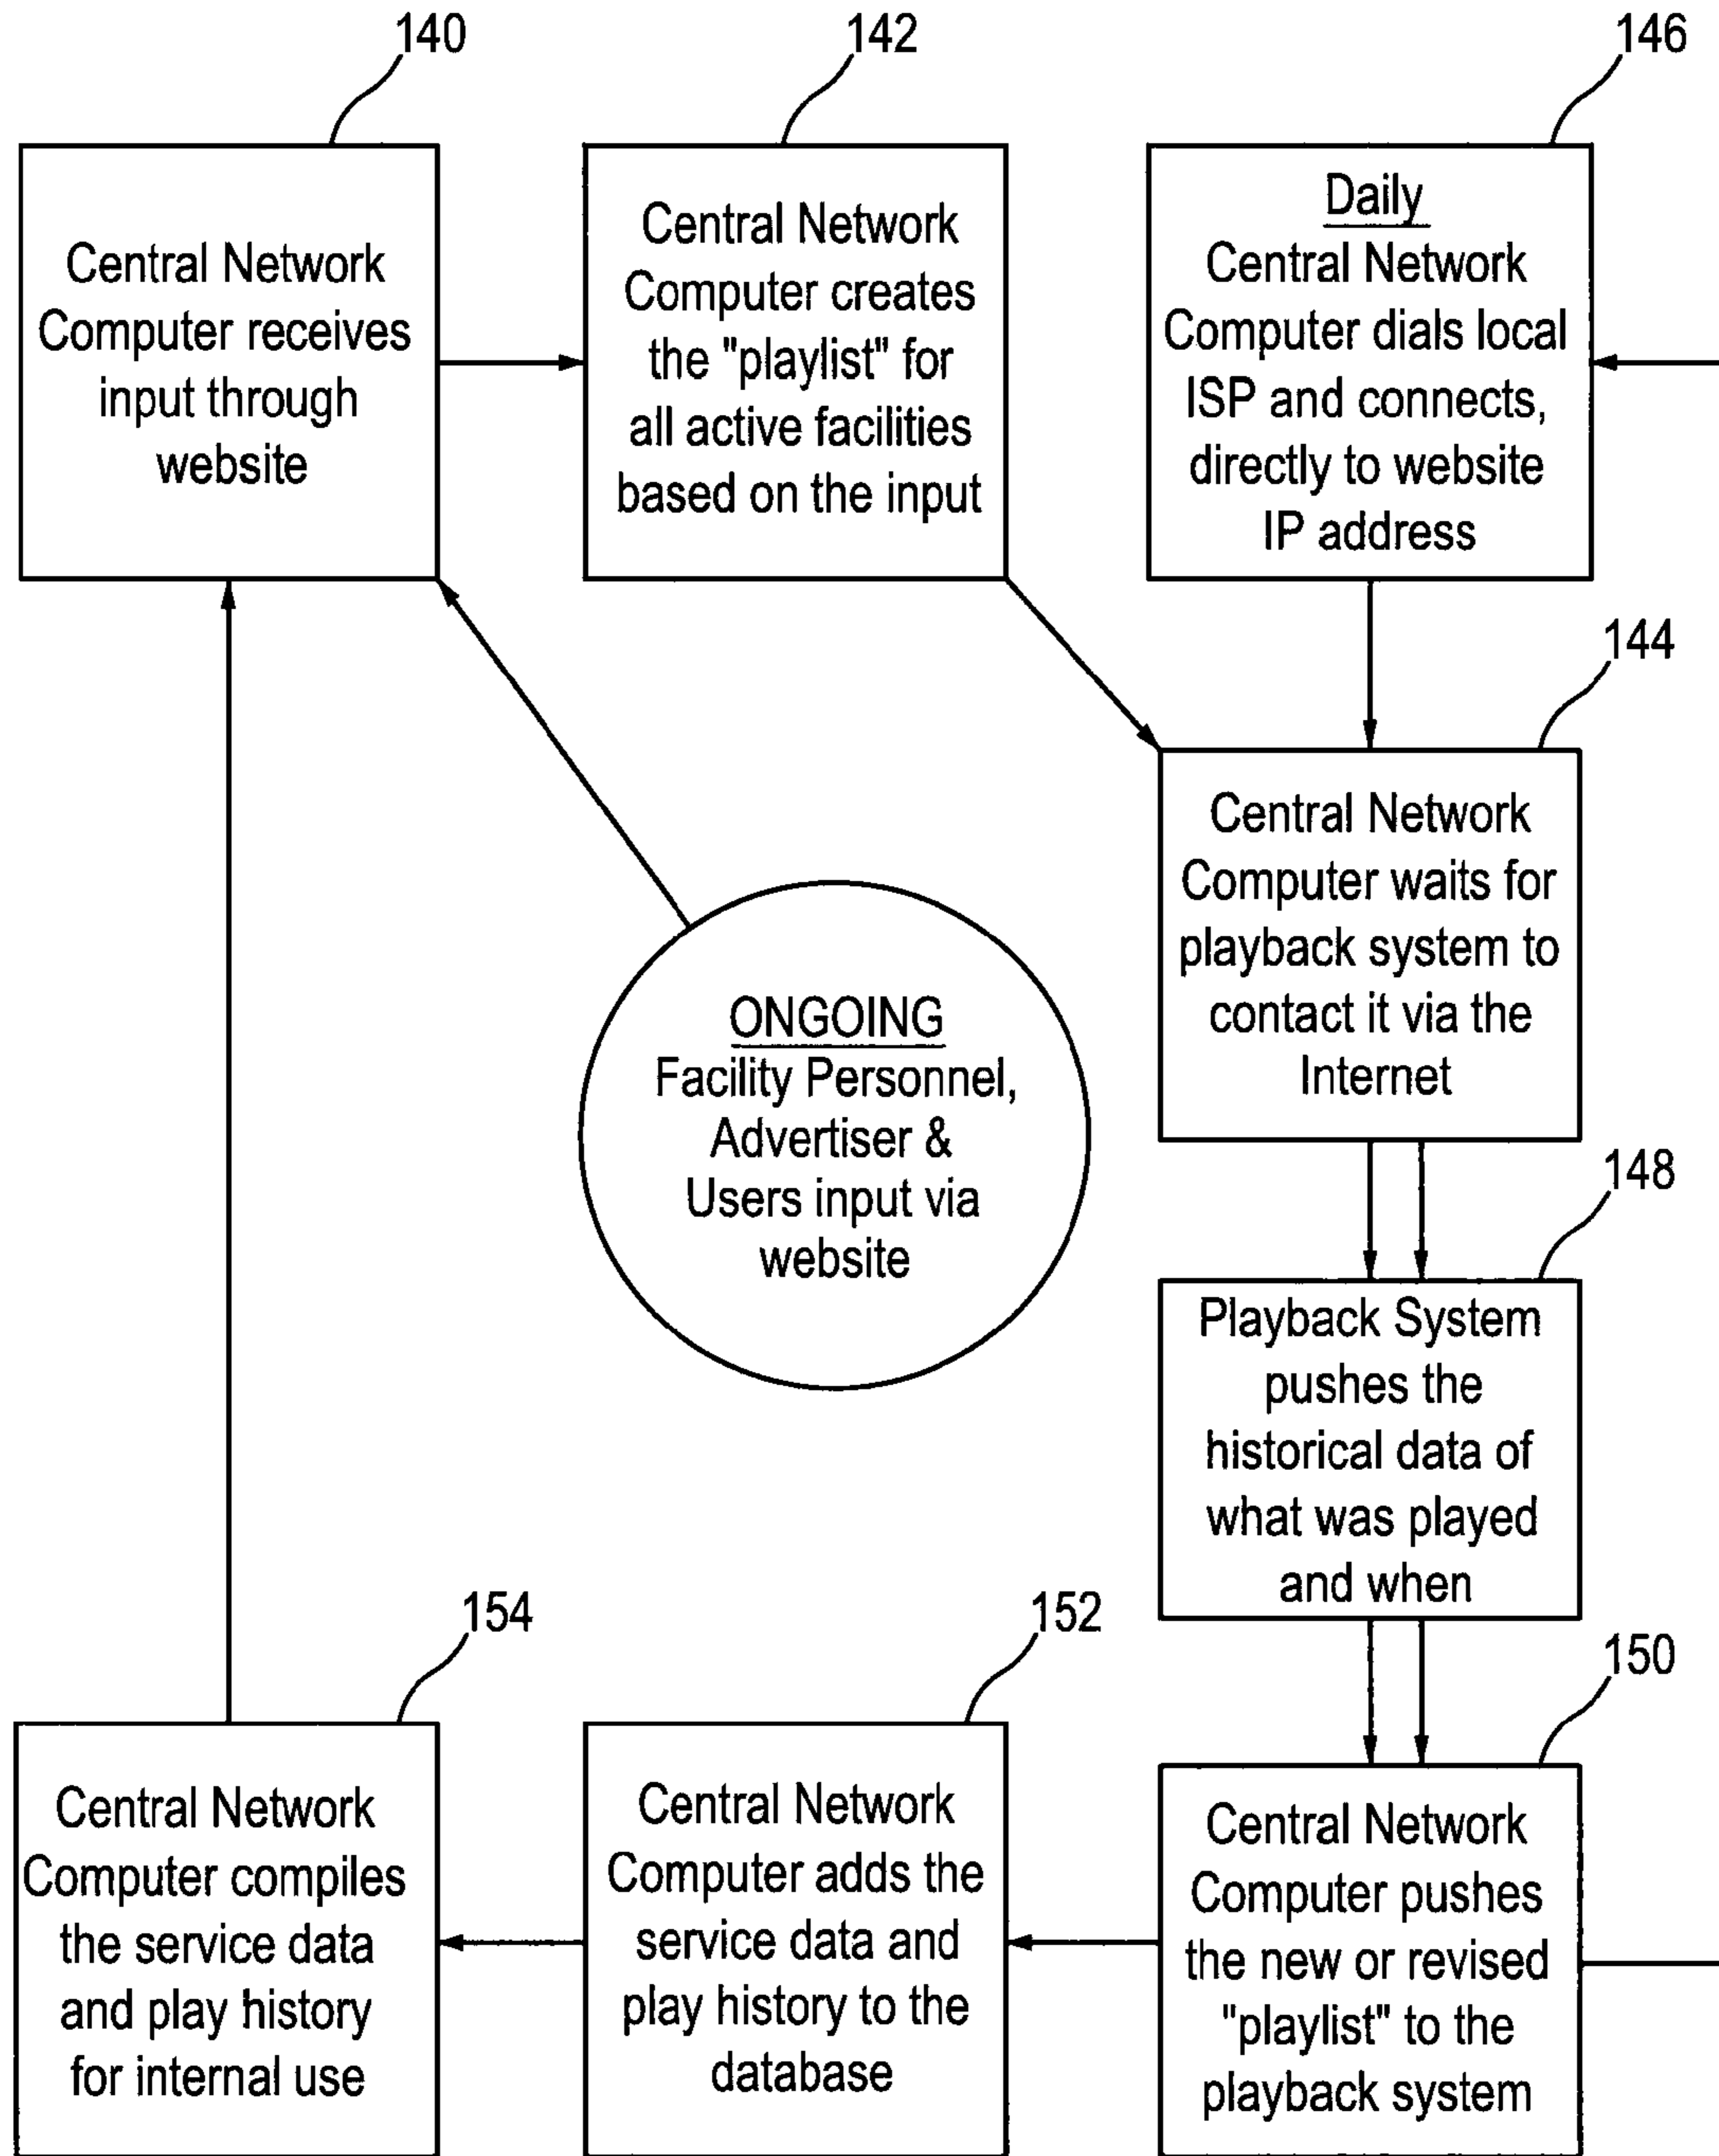 140
142
146
Central Network
Computer receives
input through
website
Central Network
Computer creates
the "playlist" for
all active facilities
based on the input
Daily
Central Network
Computer dials local
ISP and connects,
directly to website
IP address
144
Central Network
Computer waits for
playback system to
contact it via the
Internet
ONGOING
Facility Personnel,
Advertiser &
Users input via
website
148
Playback System
pushes the
historical data of
what was played
and when
154
152
150
Central Network
Computer compiles
the service data
and play history
for internal use
Central Network
Computer adds the
service data and
play history to the
database
Central Network
Computer pushes
the new or revised
"playlist" to the
playback system